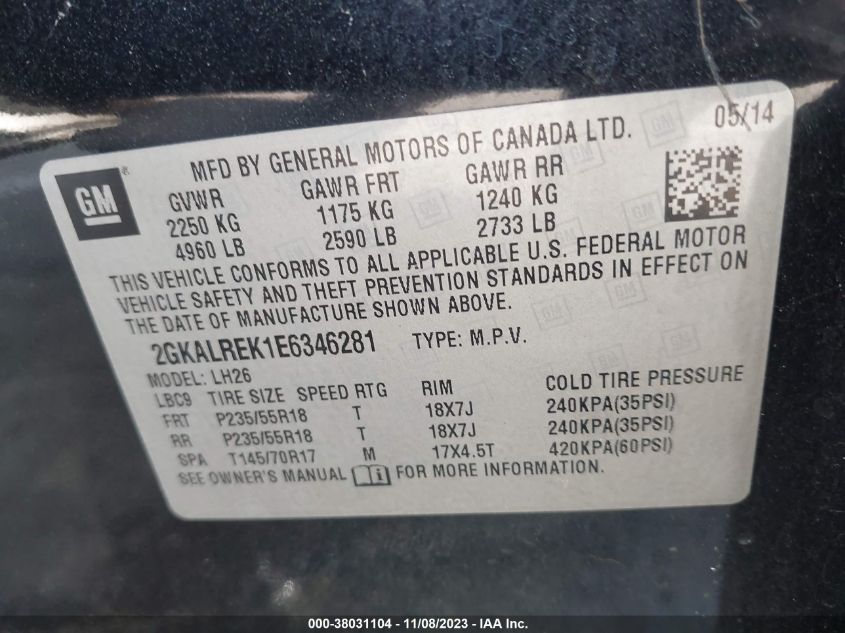 05/14
MFD BY GENERAL MOTORS OF CANADA LTD.
GM®
GVWR GAWR FRT GAWR RR
2250 KG 1175 KG 1240 KG
4960 LB 2590 LB 2733 LB
THIS VEHICLE CONFORMS TO ALL APPLICABLE U.S. FEDERAL MOTOR
VEHICLE SAFETY AND THEFT PREVENTION STANDARDS IN EFFECT ON
THE DATE OF MANUFACTURE SHOWN ABOVE.
2GKALREK1E6346281 TYPE: M.P.V.
MODEL: LH26
LBC9 TIRE SIZE SPEED RTG RIM COLD TIRE PRESSURE
FRT P235/55R18 T 18X7J 240KPA(35PSI)
RR P235/55R18 T 18X7J 240KPA(35PSI)
SPA T145/70R17 M 17X4.5T 420KPA(60PSI)
SEE OWNER'S MANUAL i FOR MORE INFORMATION.
000-38031104 - 11/08/2023 - IAA Inc.